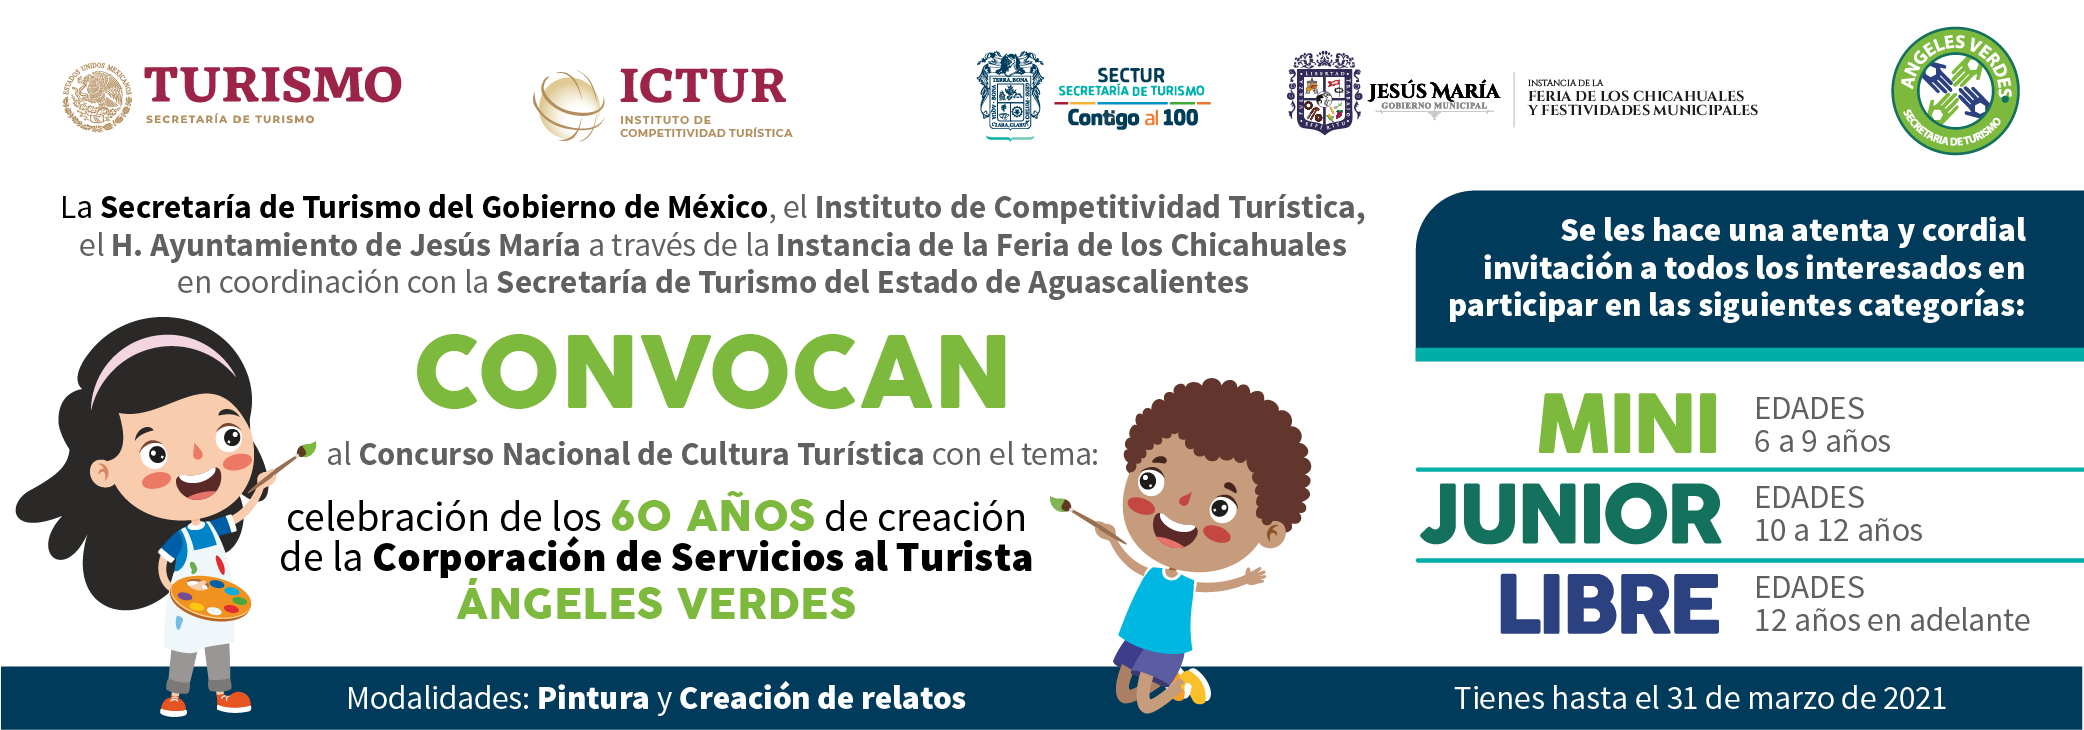 TURISMO
SECRETARÍA DE TURISMO
ESTADOS UNIDOS MEXICANOS
ICTUR
INSTITUTO DE
COMPETITIVIDAD TURÍSTICA
SECTUR
SECRETARÍA DE TURISMO
Contigo al 100
JESÚS MARÍA
GOBIERNO MUNICIPAL
INSTANCIA DE LA
FERIA DE LOS CHICAHUALES
Y FESTIVIDADES MUNICIPALES
ANGELES VERDES
SECRETARIA DE TURISMO
La Secretaría de Turismo del Gobierno de México, el Instituto de Competitividad Turística,
el H. Ayuntamiento de Jesús María a través de la Instancia de la Feria de los Chicahuales
en coordinación con la Secretaría de Turismo del Estado de Aguascalientes
CONVOCAN
al Concurso Nacional de Cultura Turística con el tema:
celebración de los 60 AÑOS de creación
de la Corporación de Servicios al Turista
ÁNGELES VERDES
Modalidades: Pintura y Creación de relatos
Se les hace una atenta y cordial
invitación a todos los interesados en
participar en las siguientes categorías:
MINI
EDADES
6 a 9 años
JUNIOR
EDADES
10 a 12 años
LIBRE
EDADES
12 años en adelante
Tienes hasta el 31 de marzo de 2021